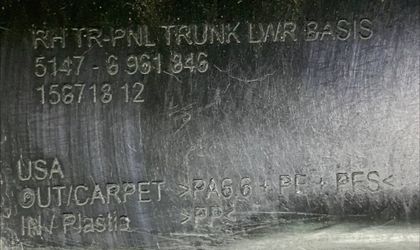 RH TR-PNL TRUNK LWR BASIS
5147 - 6 961 846
156718 12
USA
OUT/CARPET >PA6.6 + PE + PES<
IN / Plastic >PP<